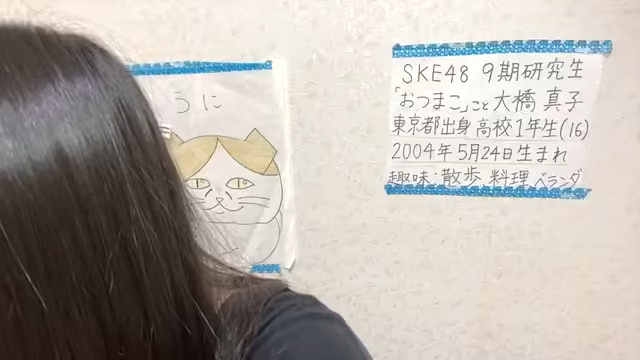 うに
SKE48 9期研究生
「おつまこ」こと大橋真子
東京都出身高校1年生(16)
2004年5月24日生まれ
趣味:散歩 料理 ベランダ